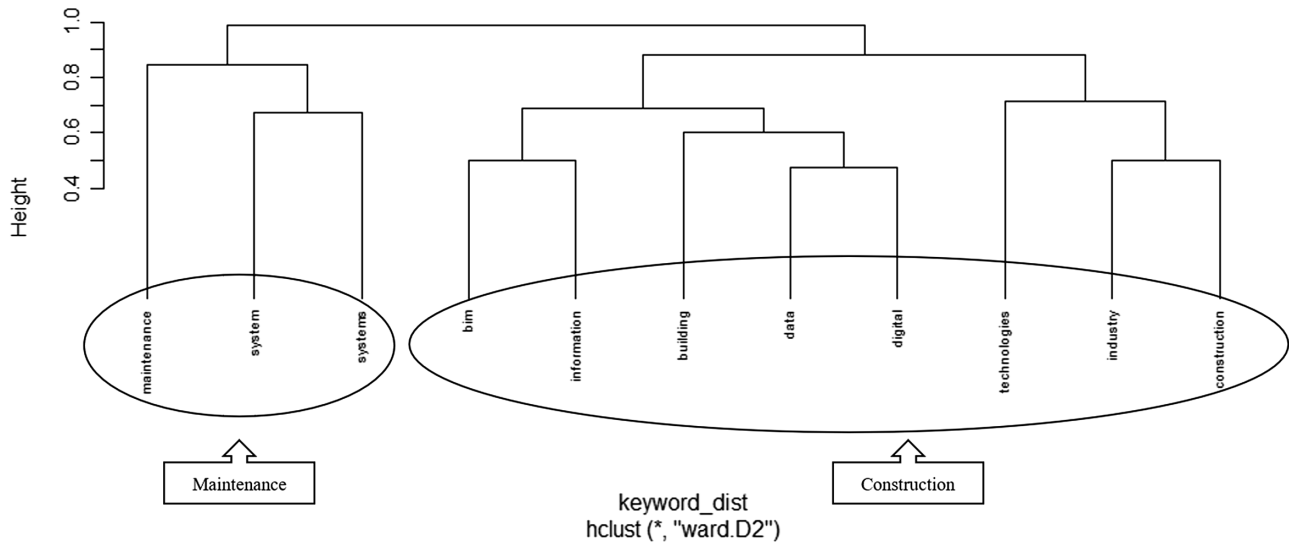 Height
1.0
0.8
0.6
0.4
maintenance
system
systems
bim
information
building
data
digital
technologies
industry
construction
Maintenance
Construction
keyword_dist
hclust (*, "ward.D2")